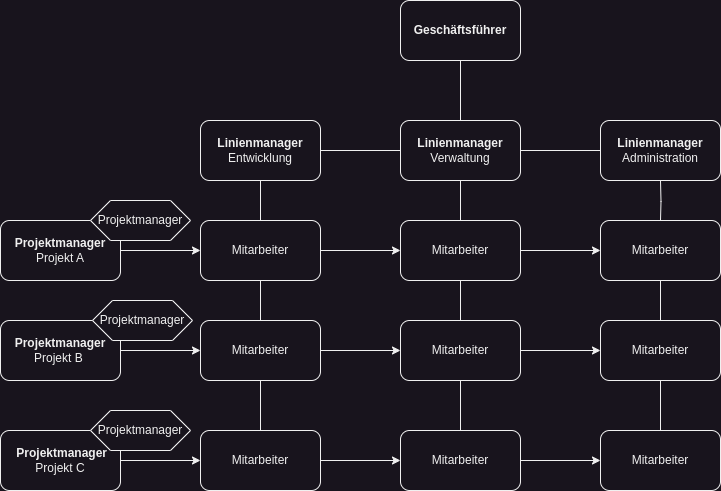 Geschäftsführer
Linienmanager
Entwicklung
Linienmanager
Verwaltung
Linienmanager
Administration
Projektmanager
Projektmanager
Projekt A
Mitarbeiter
Mitarbeiter
Mitarbeiter
Projektmanager
Projektmanager
Projekt B
Mitarbeiter
Mitarbeiter
Mitarbeiter
Projektmanager
Projektmanager
Projekt C
Mitarbeiter
Mitarbeiter
Mitarbeiter